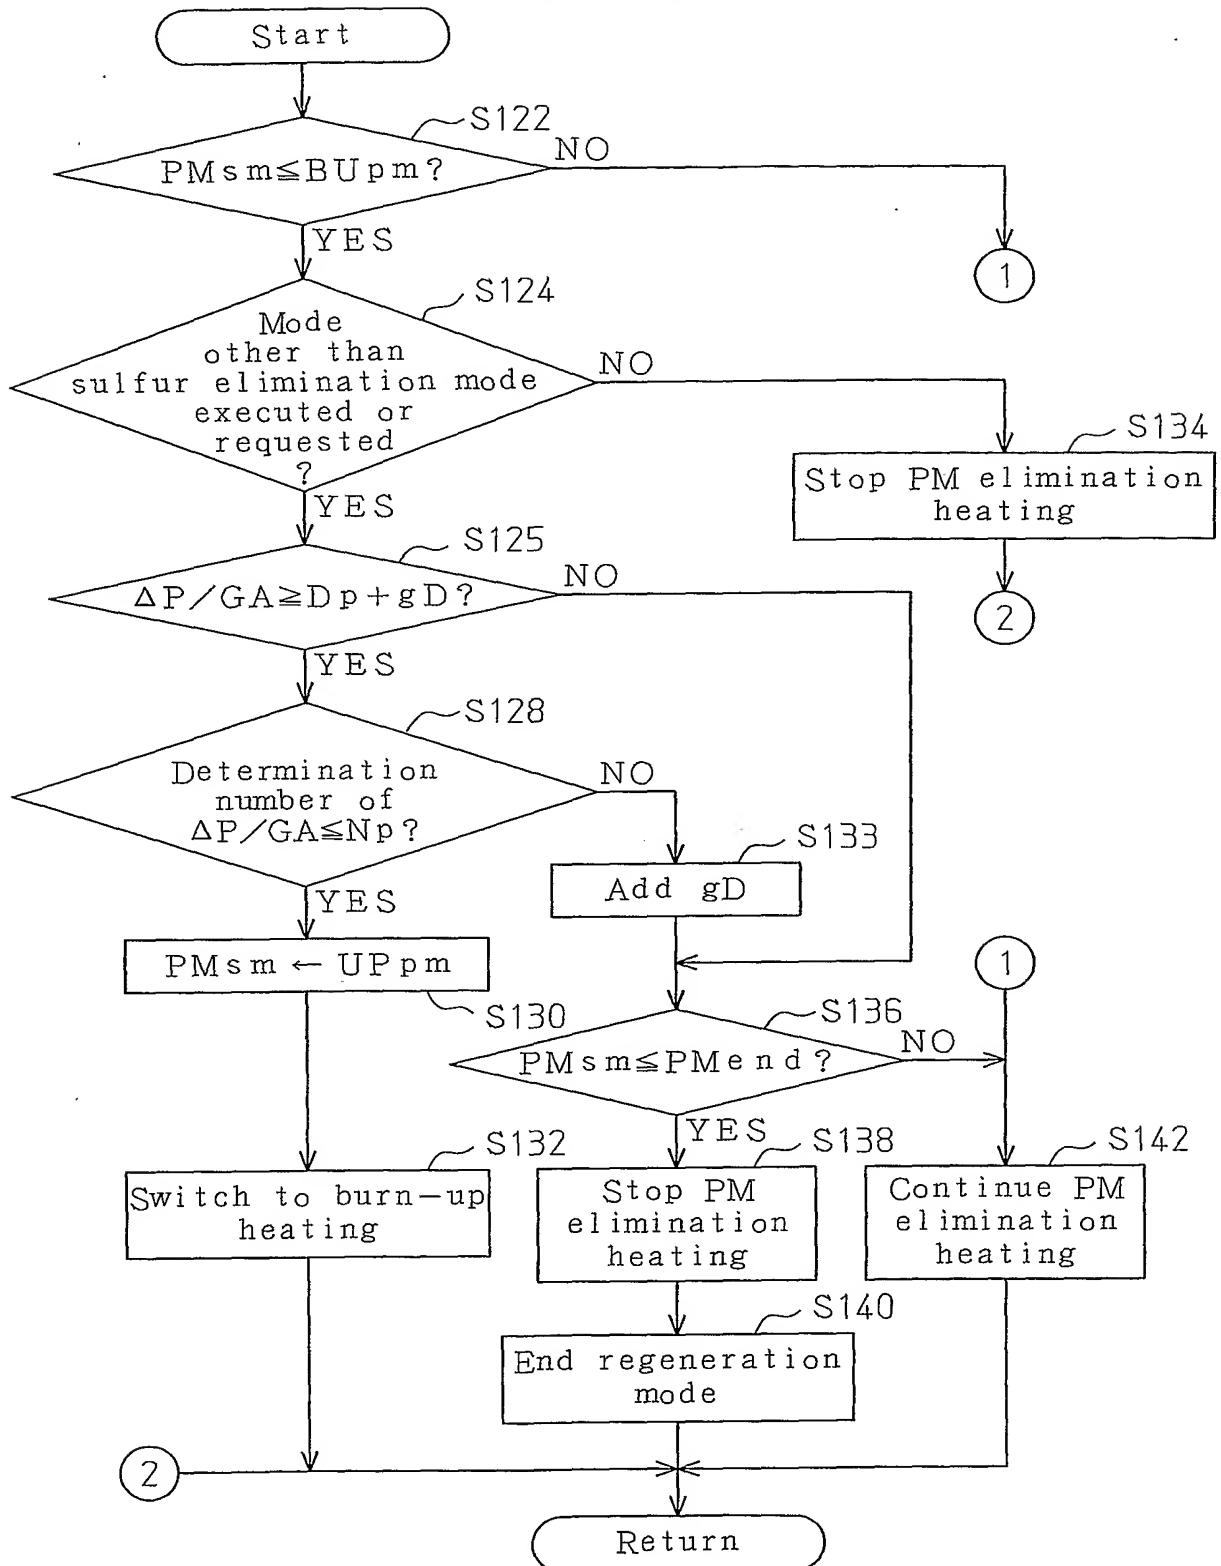 Start
S122
PMsm≦BUpm?
NO
YES
1
S124
Mode
other than
sulfur elimination mode
executed or
requested
?
NO
YES
S134
Stop PM elimination
heating
2
S125
ΔP/GA≧Dp+gD?
NO
YES
S128
Determination
number of
ΔP/GA≦Np?
NO
YES
S133
Add gD
PMsm ← UPpm
S130
1
S136
PMsm≦PMend?
NO
YES
S132
Switch to burn-up
heating
S138
Stop PM
elimination
heating
S142
Continue PM
elimination
heating
S140
End regeneration
mode
2
Return